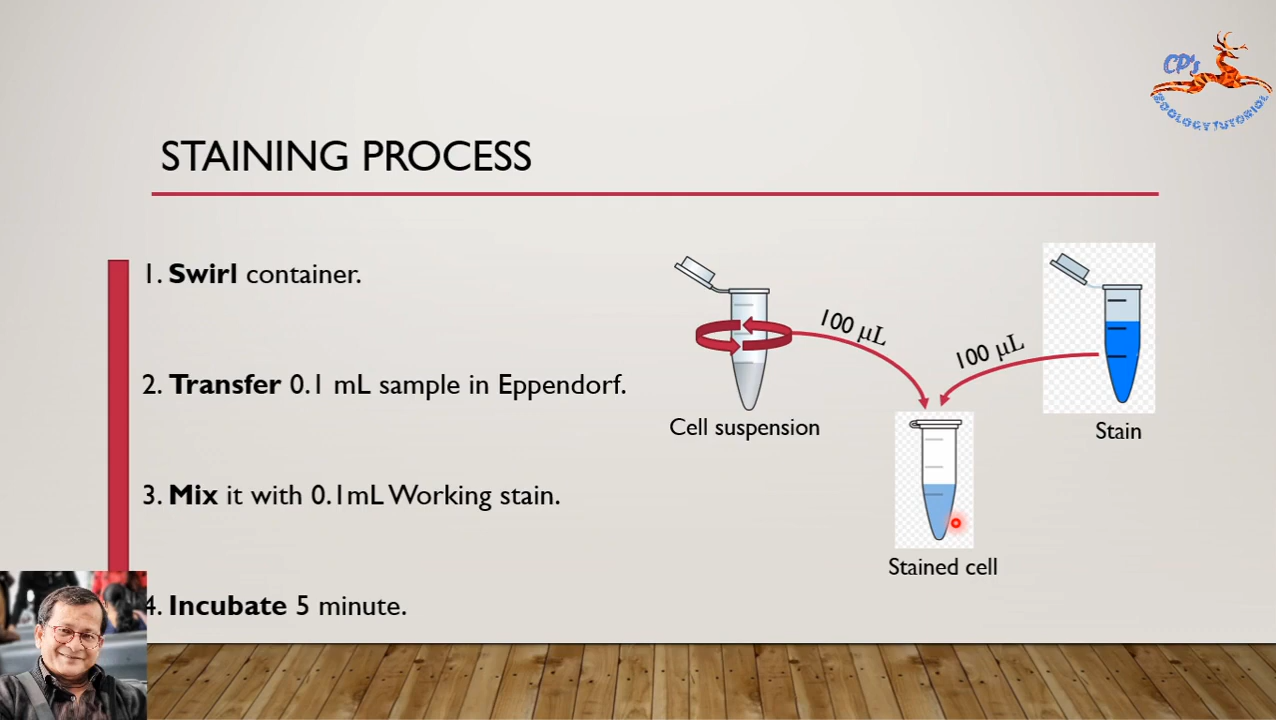 CP's
ZOOLOGY TUTORIAL
STAINING PROCESS
1. Swirl container.
2. Transfer 0.1 mL sample in Eppendorf.
3. Mix it with 0.1mL Working stain.
4. Incubate 5 minute.
100 µL
100 µL
Cell suspension
Stain
Stained cell